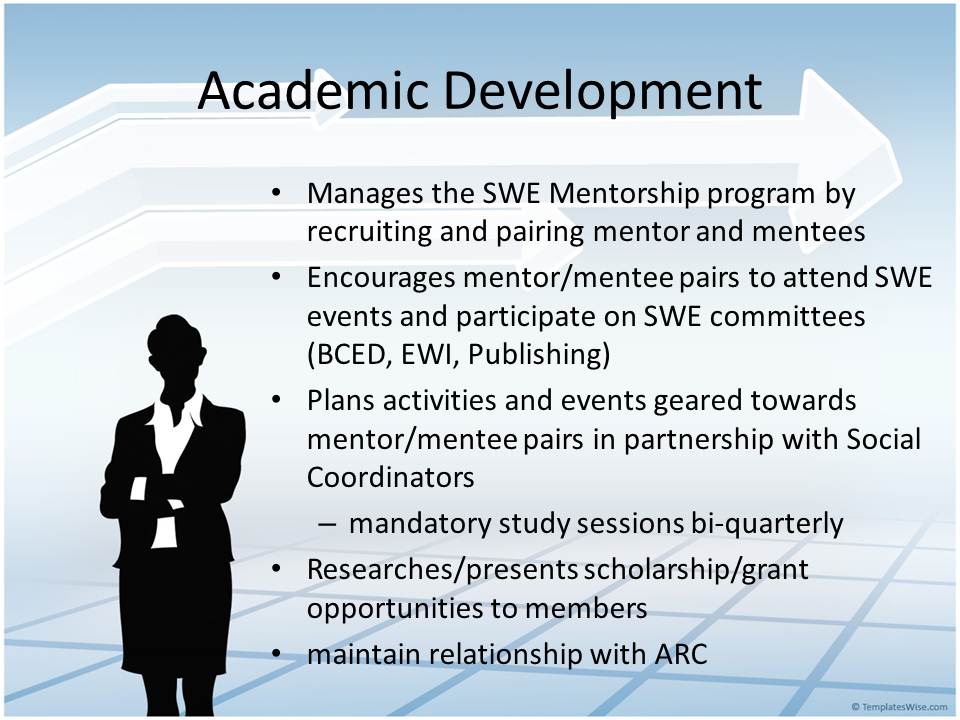 Academic Development
• Manages the SWE Mentorship program by
recruiting and pairing mentor and mentees
• Encourages mentor/mentee pairs to attend SWE
events and participate on SWE committees
(BCED, EWI, Publishing)
• Plans activities and events geared towards
mentor/mentee pairs in partnership with Social
Coordinators
– mandatory study sessions bi-quarterly
• Researches/presents scholarship/grant
opportunities to members
• maintain relationship with ARC
© TemplatesWise.com